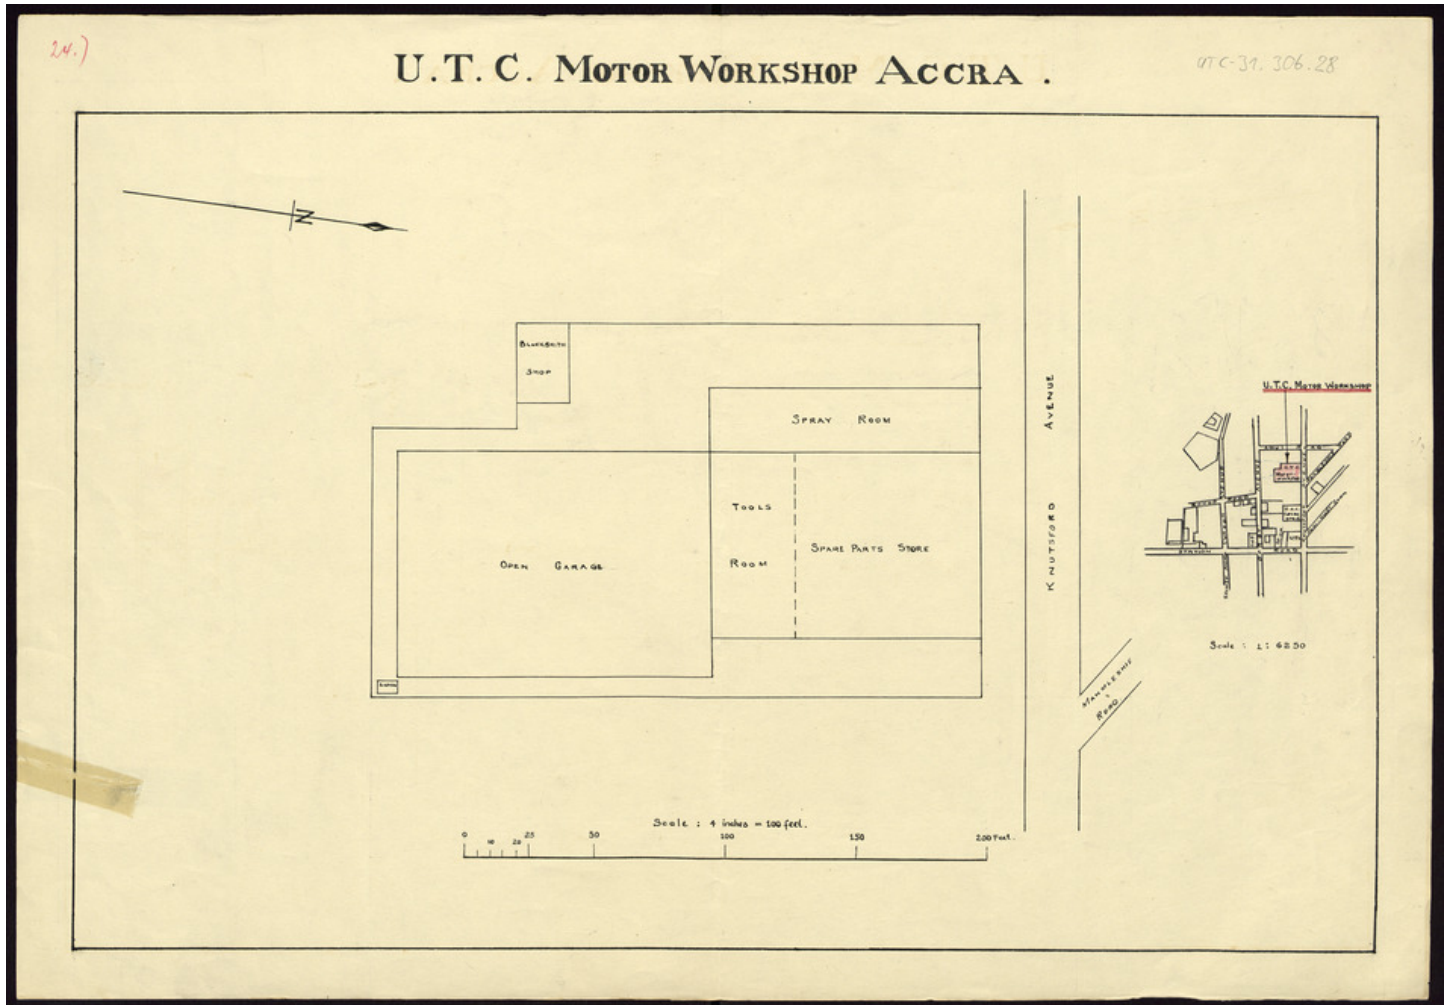 24.)
U.T.C. MOTOR WORKSHOP ACCRA.
UTC-31.306.28
N
BLACKSMITH
SHOP
SPRAY ROOM
TOOLS
ROOM
SPARE PARTS STORE
OPEN GARAGE
KNUTSFORD AVENUE
ROAD
U.T.C. MOTOR WORKSHOP
STATION ROAD
Scale : 1 : 6250
Scale : 4 inches = 100 feet.
0 10 20 25 50 100 150 200 Feet.